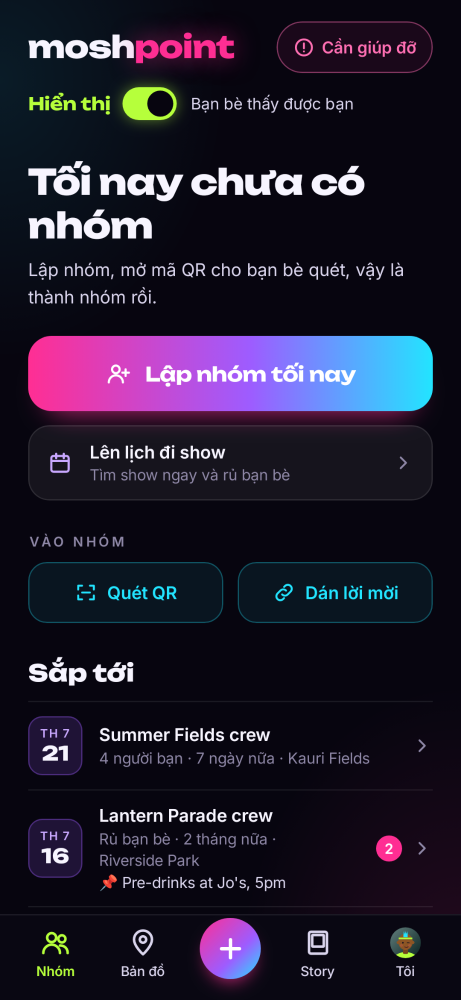 moshpoint
Cần giúp đỡ
Hiển thị
Bạn bè thấy được bạn
Tối nay chưa có
nhóm
Lập nhóm, mở mã QR cho bạn bè quét, vậy là
thành nhóm rồi.
Lập nhóm tối nay
Lên lịch đi show
Tìm show ngay và rủ bạn bè
VÀO NHÓM
Quét QR
Dán lời mời
Sắp tới
TH 7
21
Summer Fields crew
4 người bạn · 7 ngày nữa · Kauri Fields
TH 7
16
Lantern Parade crew
Rủ bạn bè · 2 tháng nữa ·
Riverside Park
📌 Pre-drinks at Jo's, 5pm
2
Nhóm
Bản đồ
Story
Tôi